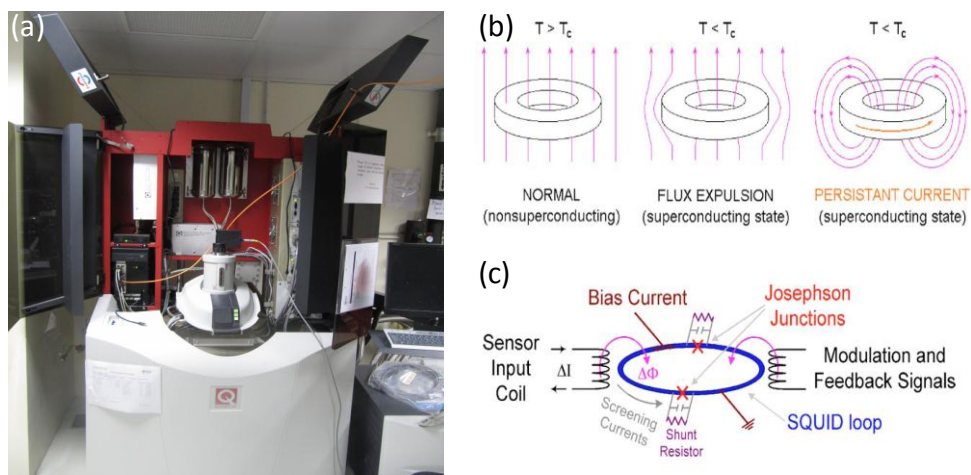 (a)
(b)
T > Tc
T < Tc
T < Tc
NORMAL
(nonsuperconducting)
FLUX EXPULSION
(superconducting state)
PERSISTANT CURRENT
(superconducting state)
(c)
Bias Current
Josephson
Junctions
Sensor
Input
Coil
ΔI
ΔΦ
Screening
Currents
Shunt
Resistor
Modulation and
Feedback Signals
SQUID loop
Q